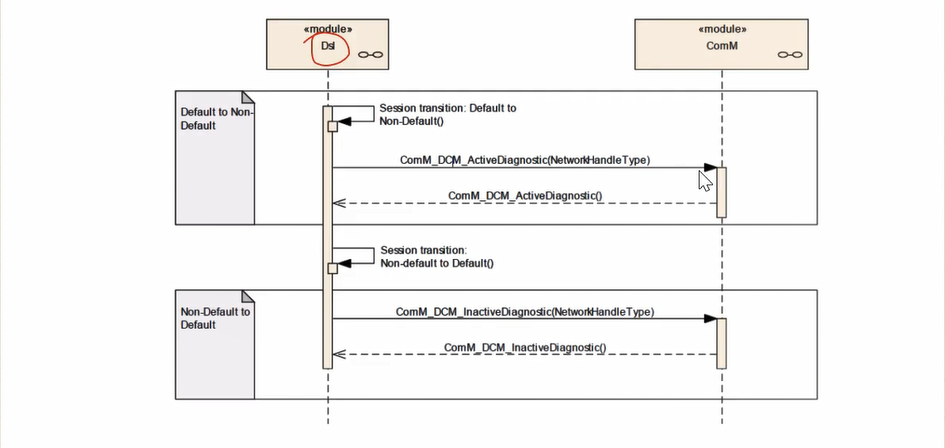 «module»
Dsl
«module»
ComM
Default to Non-
Default
Session transition: Default to
Non-Default()
ComM_DCM_ActiveDiagnostic(NetworkHandleType)
ComM_DCM_ActiveDiagnostic()
Session transition:
Non-default to Default()
Non-Default to
Default
ComM_DCM_InactiveDiagnostic(NetworkHandleType)
ComM_DCM_InactiveDiagnostic()